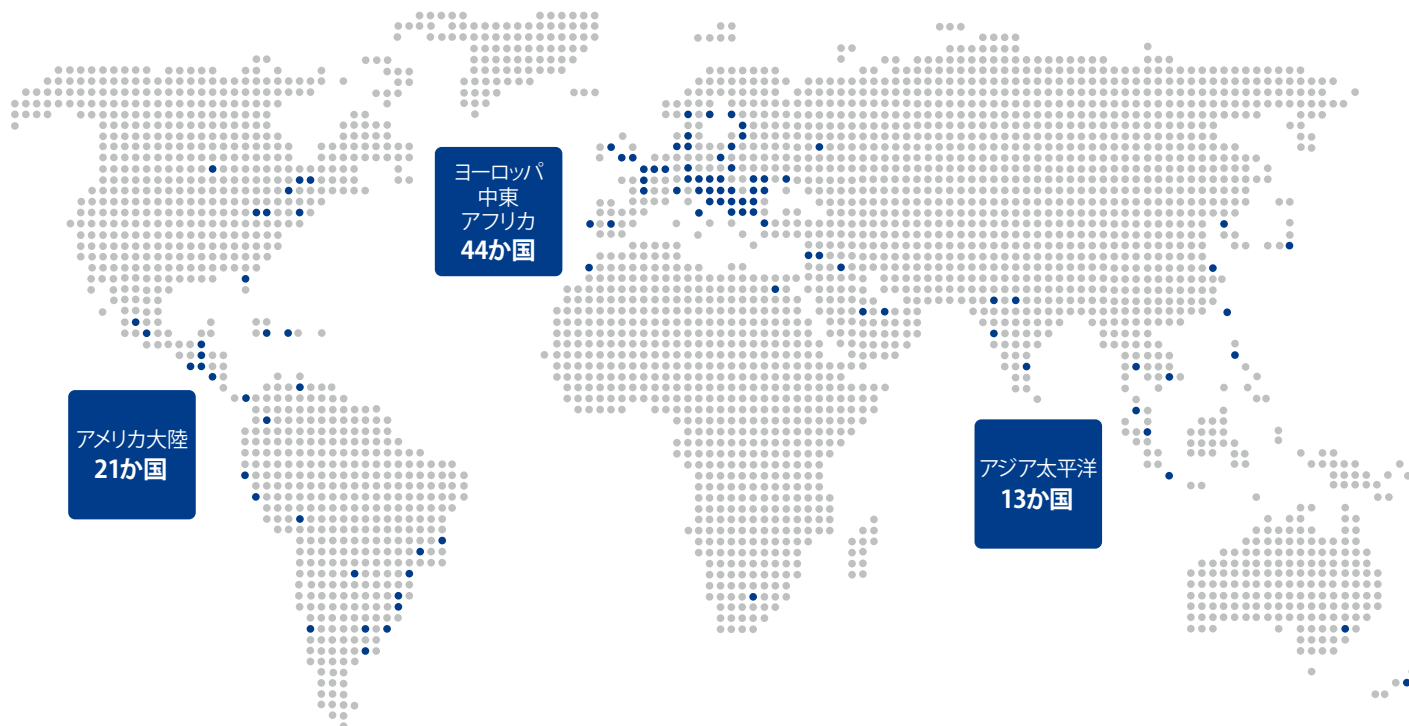 ヨーロッパ
中東
アフリカ
44か国
アメリカ大陸
21か国
アジア太平洋
13か国